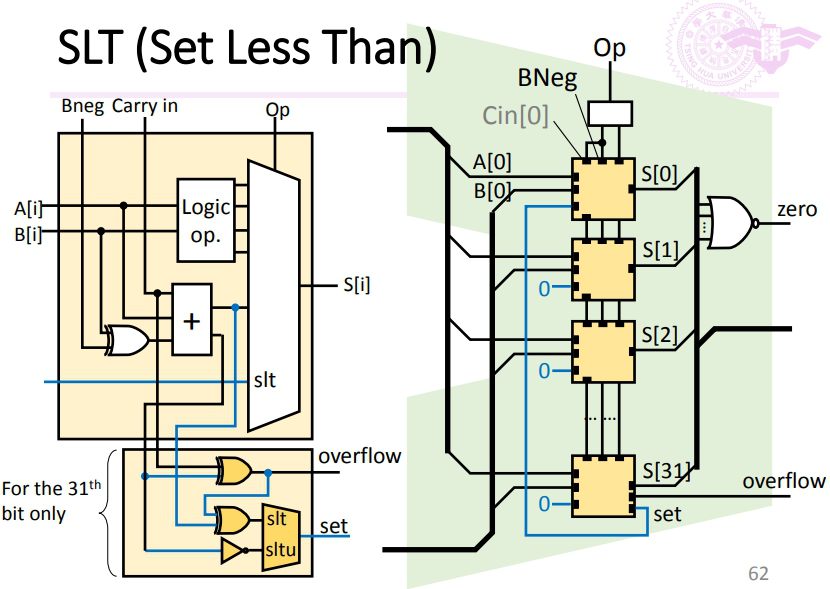 SLT (Set Less Than)
Bneg Carry in
Op
A[i]
B[i]
Logic
op.
+
S[i]
slt
overflow
For the 31th
bit only
slt
sltu
set
Op
BNeg
Cin[0]
A[0]
B[0]
S[0]
zero
S[1]
0
S[2]
0
... ...
S[31]
overflow
0
set
62